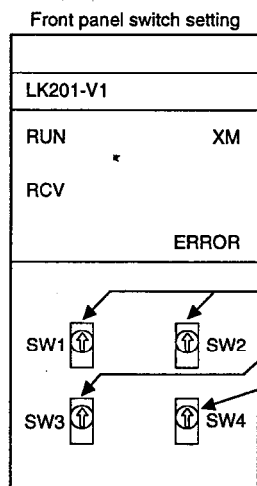 Front panel switch setting
LK201-V1
RUN XM
RCV
ERROR
SW1 SW2
SW3 SW4